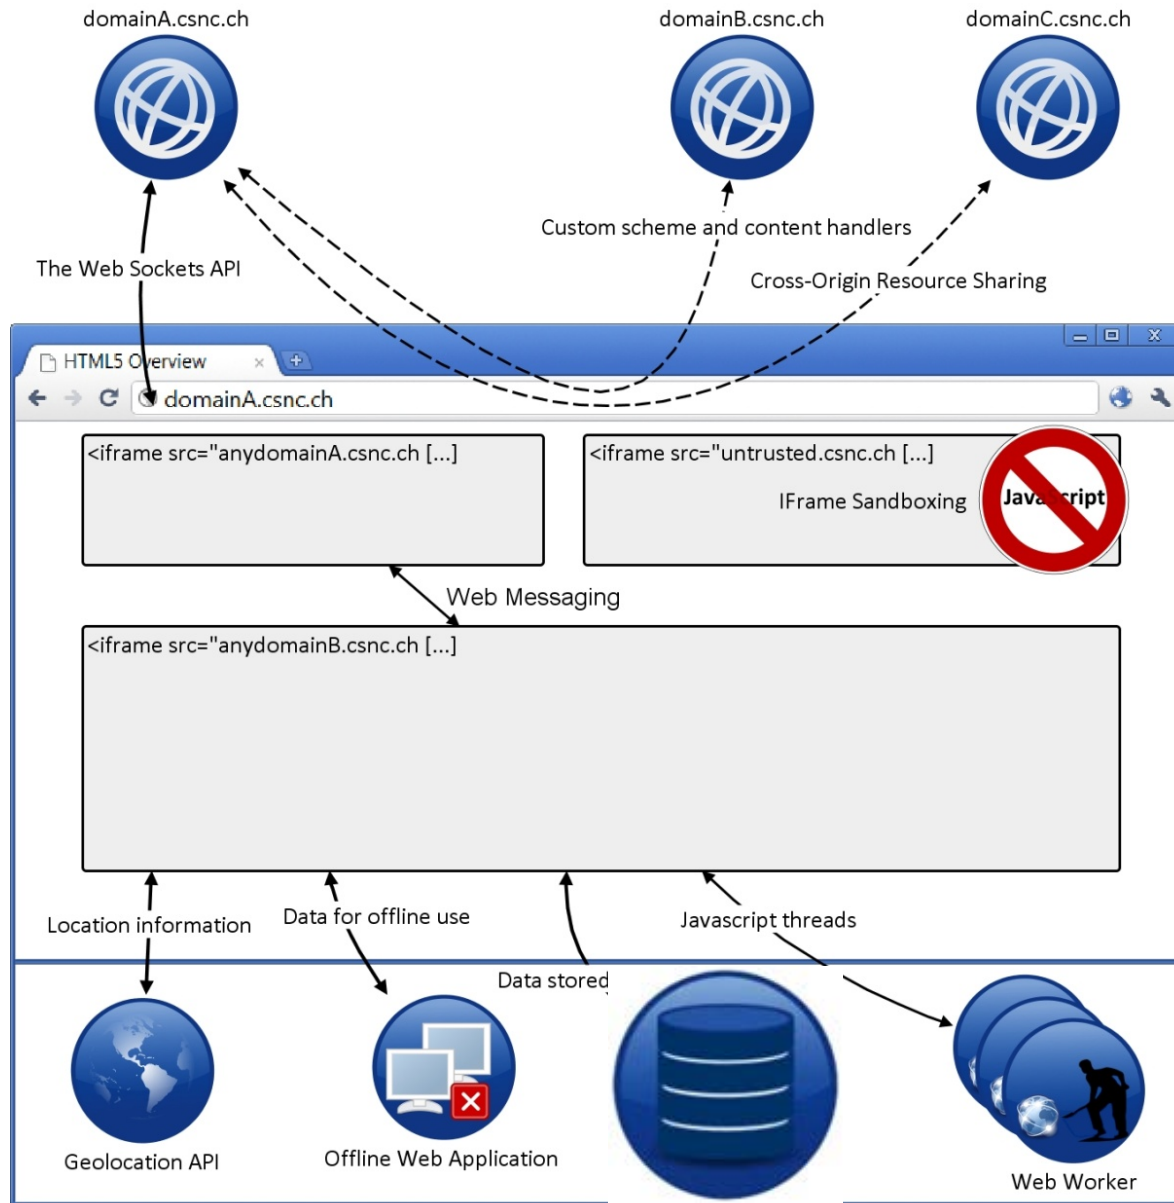 domainA.csnc.ch
domainB.csnc.ch
domainC.csnc.ch
Custom scheme and content handlers
The Web Sockets API
Cross-Origin Resource Sharing
HTML5 Overview
domainA.csnc.ch
<iframe src="anydomainA.csnc.ch [...]
<iframe src="untrusted.csnc.ch [...]
IFrame Sandboxing
JavaScript
Web Messaging
<iframe src="anydomainB.csnc.ch [...]
Location information
Data for offline use
Javascript threads
Data stored
Geolocation API
Offline Web Application
Web Worker